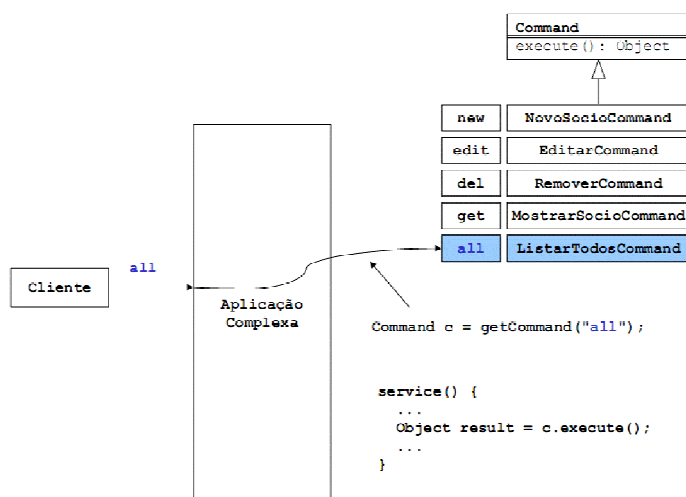 Command
execute(): Object
new NovoSocioCommand
edit EditarCommand
del RemoverCommand
get MostrarSocioCommand
all ListarTodosCommand
all
Cliente
Aplicação
Complexa
Command c = getCommand("all");
service() {
...
Object result = c.execute();
...
}